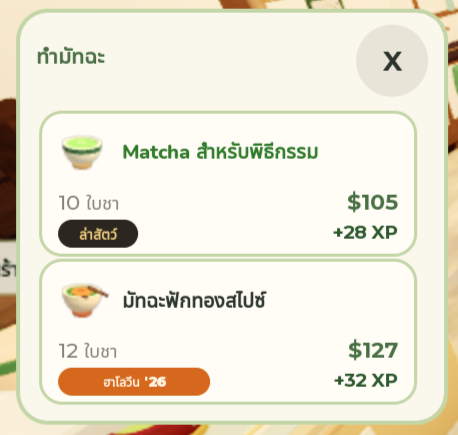 ทำมัทฉะ
X
Matcha สำหรับพิธีกรรม
10 ใบชา
$105
ล่าสัตว์
+28 XP
มัทฉะฟักทองสไปซ์
12 ใบชา
$127
ฮาโลวีน '26
+32 XP